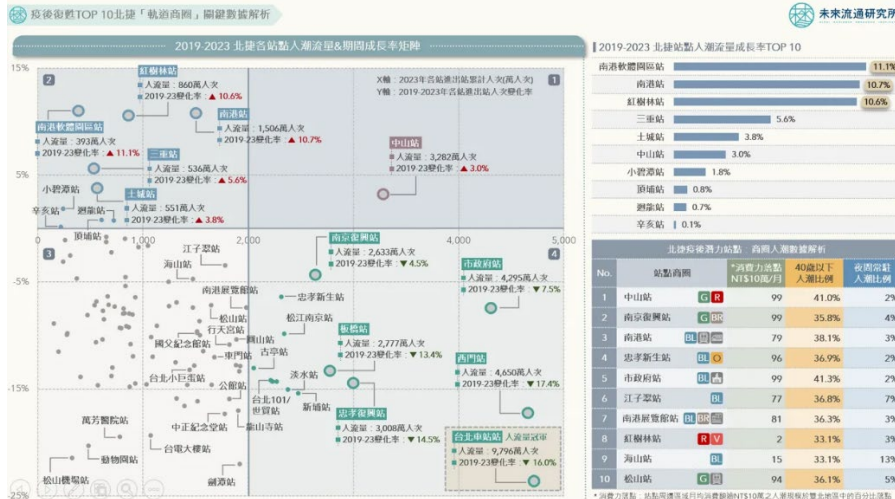 疫後復甦TOP 10北捷「軌道商圈」關鍵數據解析
未來流通研究所
2019-2023 北捷各站點人潮流量&期間成長率矩陣
15%
5%
-5%
-15%
-25%
0
1,000
2,000
4,000
5,000
2
1
3
4
X軸：2023年各站進出站累計人次(萬人次)
Y軸：2019-2023年各站進出站人次變化率
紅樹林站
人流量：860萬人次
2019-23變化率：▲ 10.6%
南港站
人流量：1,506萬人次
2019-23變化率：▲ 10.7%
南港軟體園區站
人流量：393萬人次
2019-23變化率：▲ 11.1%
三重站
人流量：536萬人次
2019-23變化率：▲ 5.6%
土城站
人流量：551萬人次
2019-23變化率：▲ 3.8%
中山站
人流量：3,282萬人次
2019-23變化率：▲ 3.0%
小碧潭站
辛亥站
迴龍站
頂埔站
南京復興站
人流量：2,633萬人次
2019-23變化率：▼ 4.5%
市政府站
人流量：4,295萬人次
2019-23變化率：▼ 7.5%
江子翠站
海山站
南港展覽館站
忠孝新生站
松山站
松江南京站
行天宮站
國父紀念館站
圓山站
東門站
古亭站
板橋站
人流量：2,777萬人次
2019-23變化率：▼ 13.4%
西門站
人流量：4,650萬人次
2019-23變化率：▼ 17.4%
台北小巨蛋站
淡水站
公館站
台北101/
世貿站
新埔站
忠孝復興站
人流量：3,008萬人次
2019-23變化率：▼ 14.5%
萬芳醫院站
中正紀念堂站
龍山寺站
台北車站站 人流量冠軍
人流量：9,796萬人次
2019-23變化率：▼ 16.0%
動物園站
台電大樓站
松山機場站
劍潭站
2019-2023 北捷站點人潮流量成長率TOP 10
南港軟體園區站 11.1%
南港站 10.7%
紅樹林站 10.6%
三重站 5.6%
土城站 3.8%
中山站 3.0%
小碧潭站 1.8%
頂埔站 0.8%
迴龍站 0.7%
辛亥站 0.1%
北捷疫後潛力站點：商圈人潮數據解析
No. 站點商圈 *消費力落點 NT$10萬/月 40歲以下人潮比例 夜間常駐人潮比例
1 中山站 G R 99 41.0% 2%
2 南京復興站 G BR 99 35.8% 4%
3 南港站 BL 79 38.1% 3%
4 忠孝新生站 BL O 96 36.9% 2%
5 市政府站 BL 99 41.3% 2%
6 江子翠站 BL 77 36.8% 7%
7 南港展覽館站 BL BR 81 36.3% 3%
8 紅樹林站 R V 2 33.1% 3%
9 海山站 BL 15 33.1% 13%
10 松山站 G 94 36.1% 5%